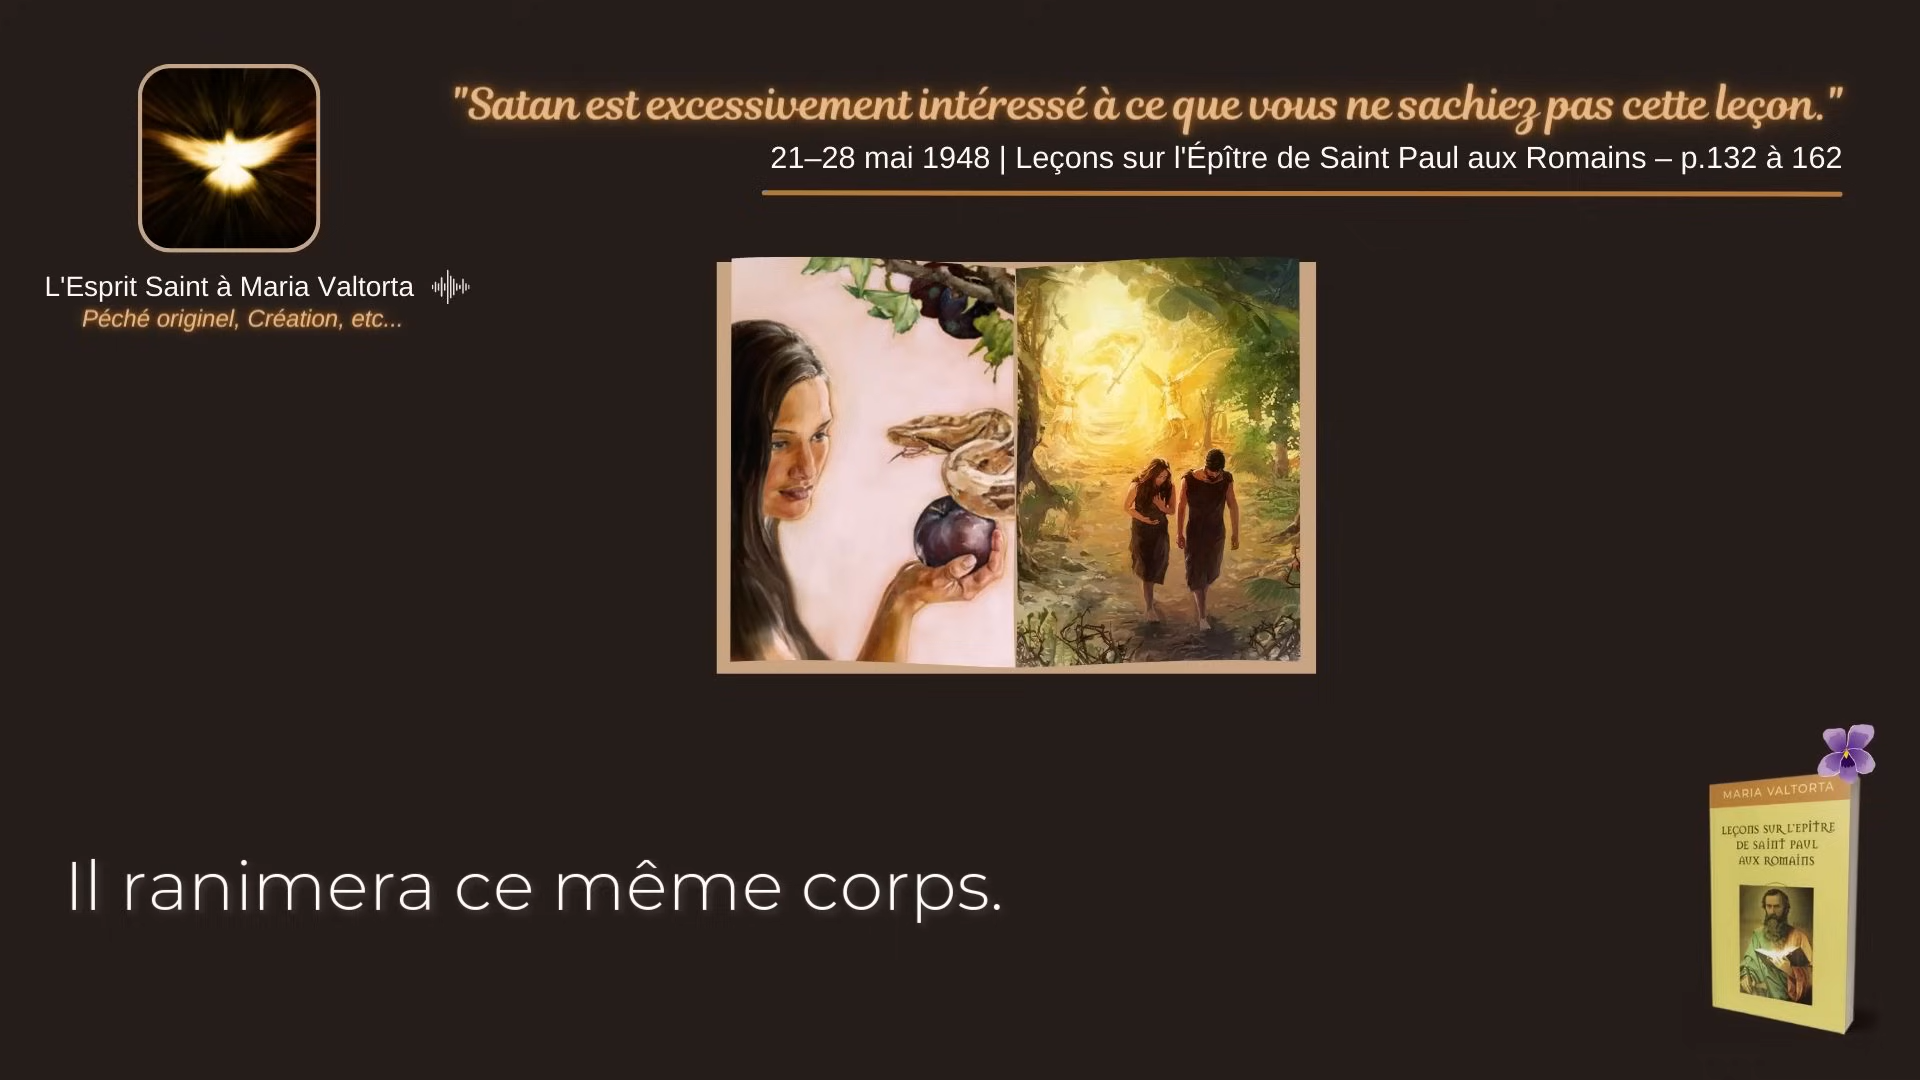 "Satan est excessivement intéressé à ce que vous ne sachiez pas cette leçon."
21–28 mai 1948 | Leçons sur l'Épître de Saint Paul aux Romains – p.132 à 162
L'Esprit Saint à Maria Valtorta
Péché originel, Création, etc...
Il ranimera ce même corps.
MARIA VALTORTA
LEÇONS SUR L'EPÎTRE
DE SAINT PAUL
AUX ROMAINS